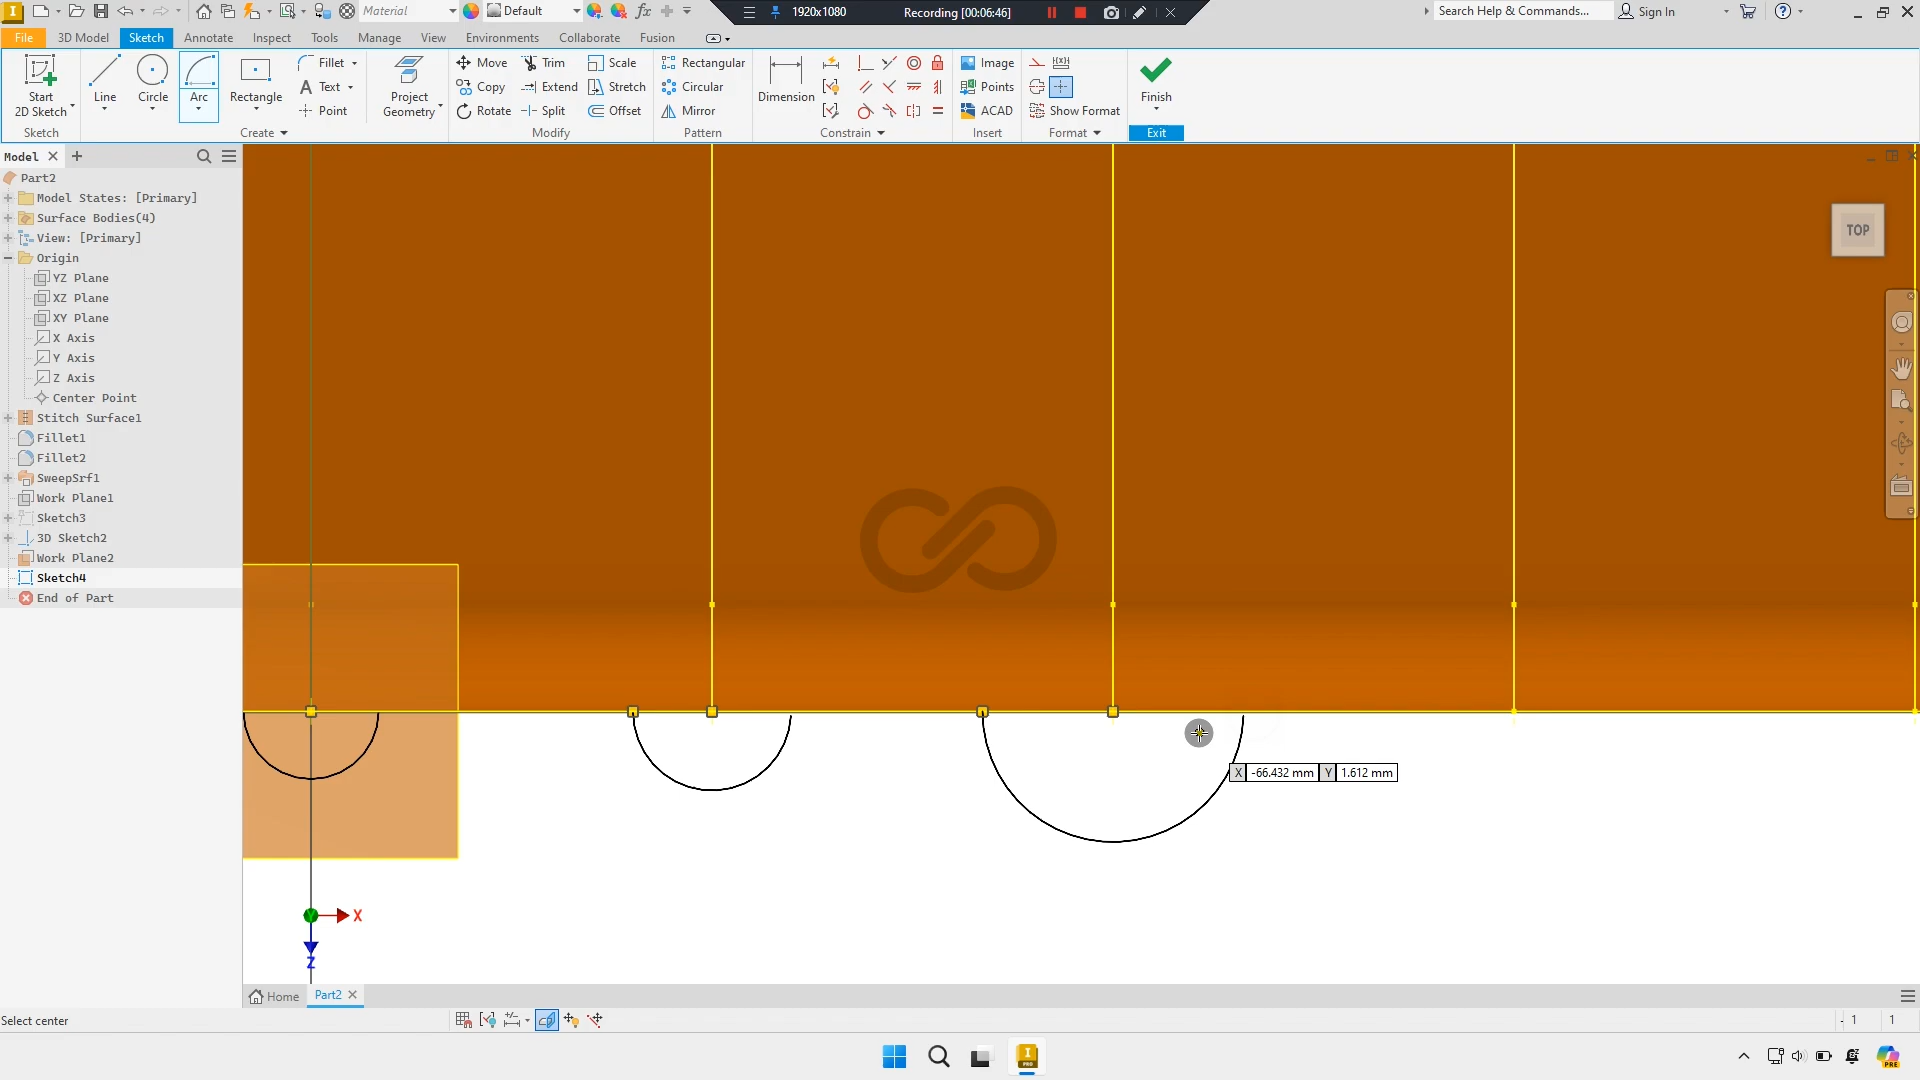 Material
Default
1920x1080
Recording [00:06:46]
Search Help & Commands...
Sign In
File
3D Model
Sketch
Annotate
Inspect
Tools
Manage
View
Environments
Collaborate
Fusion
Start
2D Sketch
Line
Circle
Arc
Rectangle
Fillet
Text
Point
Project
Geometry
Move
Copy
Rotate
Trim
Extend
Split
Scale
Stretch
Offset
Rectangular
Circular
Mirror
Dimension
Image
Points
ACAD
Show Format
Finish
Sketch
Create
Modify
Pattern
Constrain
Insert
Format
Exit
Model
Part2
Model States: [Primary]
Surface Bodies(4)
View: [Primary]
Origin
YZ Plane
XZ Plane
XY Plane
X Axis
Y Axis
Z Axis
Center Point
Stitch Surface1
Fillet1
Fillet2
SweepSrf1
Work Plane1
Sketch3
3D Sketch2
Work Plane2
Sketch4
End of Part
TOP
X -66.432 mm Y 1.612 mm
X
Z
Home
Part2
Select center
1 1
PRO
PRE